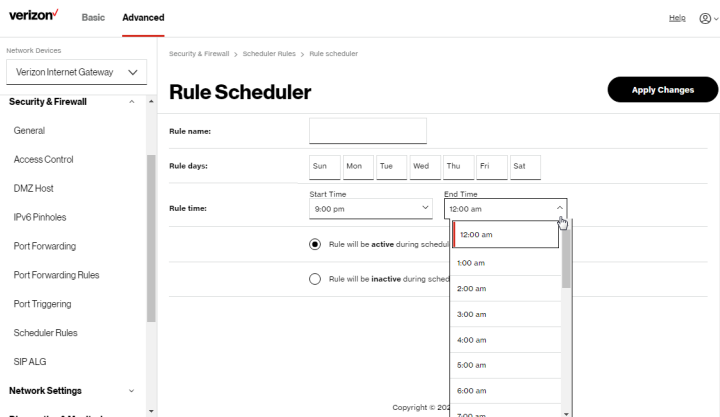 verizon
Basic
Advanced
Help
Network Devices
Verizon Internet Gateway
Security & Firewall
General
Access Control
DMZ Host
IPv6 Pinholes
Port Forwarding
Port Forwarding Rules
Port Triggering
Scheduler Rules
SIP ALG
Network Settings
Security & Firewall > Scheduler Rules > Rule scheduler
Rule Scheduler
Apply Changes
Rule name:
Rule days:
Sun Mon Tue Wed Thu Fri Sat
Start Time
End Time
Rule time:
9:00 pm
12:00 am
12:00 am
1:00 am
2:00 am
3:00 am
4:00 am
5:00 am
6:00 am
7:00 am
Rule will be active during
Rule will be inactive during
Copyright ©